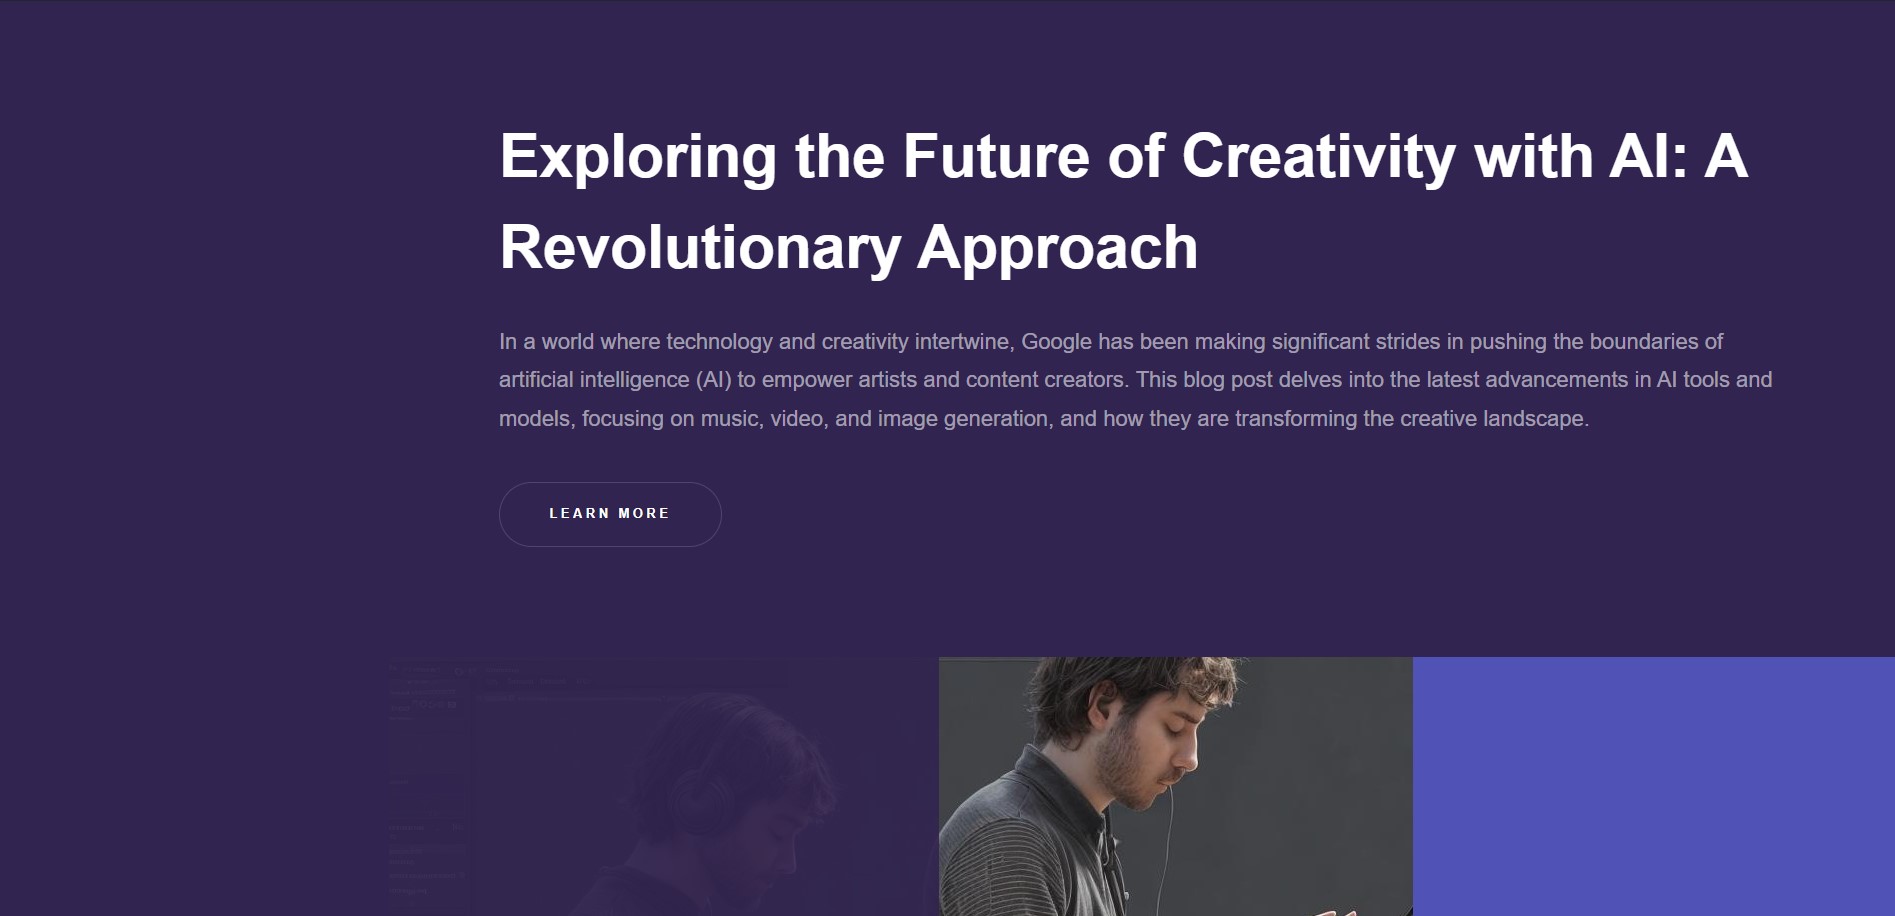 Exploring the Future of Creativity with AI: A
Revolutionary Approach
In a world where technology and creativity intertwine, Google has been making significant strides in pushing the boundaries of
artificial intelligence (AI) to empower artists and content creators. This blog post delves into the latest advancements in AI tools and
models, focusing on music, video, and image generation, and how they are transforming the creative landscape.
LEARN MORE